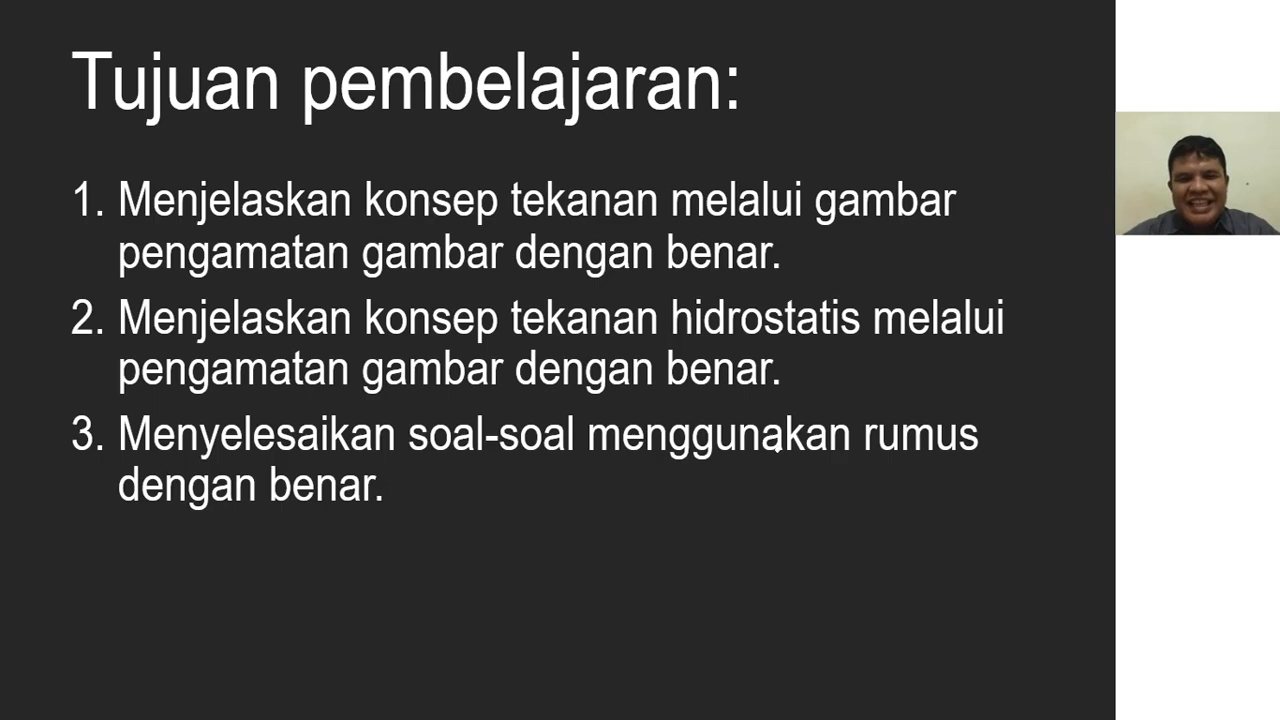 Tujuan pembelajaran:
1. Menjelaskan konsep tekanan melalui gambar
pengamatan gambar dengan benar.
2. Menjelaskan konsep tekanan hidrostatis melalui
pengamatan gambar dengan benar.
3. Menyelesaikan soal-soal menggunakan rumus
dengan benar.